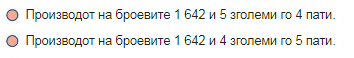 Производот на броевите 1 642 и 5 зголеми го 4 пати.
Производот на броевите 1 642 и 4 зголеми го 5 пати.